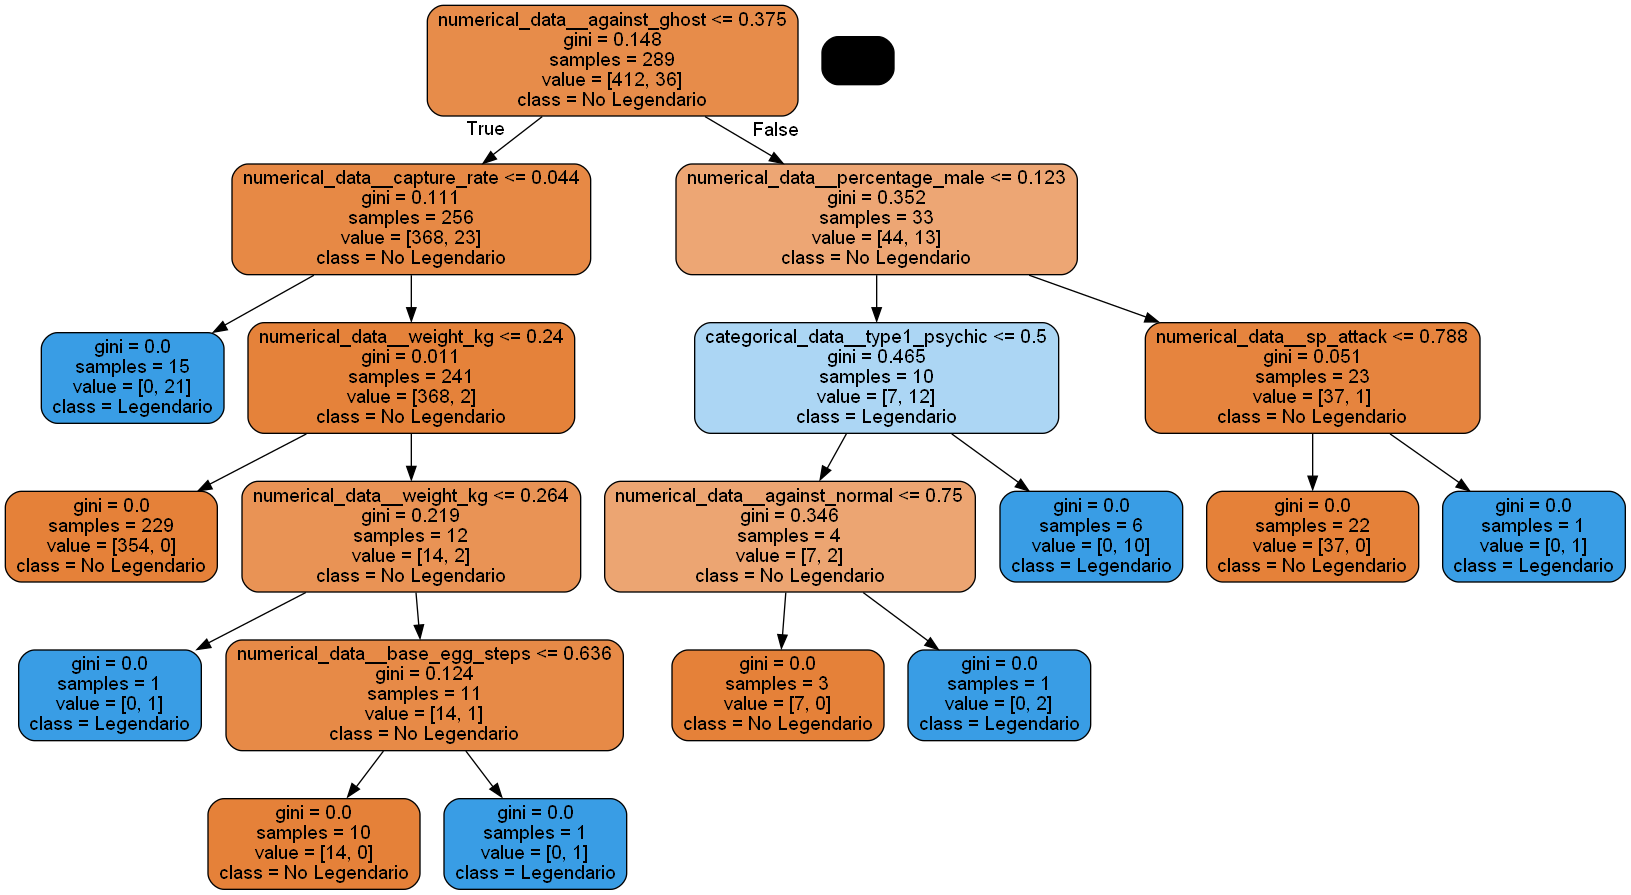 numerical_data__against_ghost <= 0.375
gini = 0.148
samples = 289
value = [412, 36]
class = No Legendario
True
False
numerical_data__capture_rate <= 0.044
gini = 0.111
samples = 256
value = [368, 23]
class = No Legendario
numerical_data__percentage_male <= 0.123
gini = 0.352
samples = 33
value = [44, 13]
class = No Legendario
gini = 0.0
samples = 15
value = [0, 21]
class = Legendario
numerical_data__weight_kg <= 0.24
gini = 0.011
samples = 241
value = [368, 2]
class = No Legendario
categorical_data__type1_psychic <= 0.5
gini = 0.465
samples = 10
value = [7, 12]
class = Legendario
numerical_data__sp_attack <= 0.788
gini = 0.051
samples = 23
value = [37, 1]
class = No Legendario
gini = 0.0
samples = 229
value = [354, 0]
class = No Legendario
numerical_data__weight_kg <= 0.264
gini = 0.219
samples = 12
value = [14, 2]
class = No Legendario
numerical_data__against_normal <= 0.75
gini = 0.346
samples = 4
value = [7, 2]
class = No Legendario
gini = 0.0
samples = 6
value = [0, 10]
class = Legendario
gini = 0.0
samples = 22
value = [37, 0]
class = No Legendario
gini = 0.0
samples = 1
value = [0, 1]
class = Legendario
gini = 0.0
samples = 1
value = [0, 1]
class = Legendario
numerical_data__base_egg_steps <= 0.636
gini = 0.124
samples = 11
value = [14, 1]
class = No Legendario
gini = 0.0
samples = 3
value = [7, 0]
class = No Legendario
gini = 0.0
samples = 1
value = [0, 2]
class = Legendario
gini = 0.0
samples = 10
value = [14, 0]
class = No Legendario
gini = 0.0
samples = 1
value = [0, 1]
class = Legendario